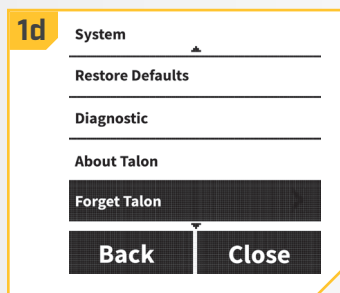 1d
System
Restore Defaults
Diagnostic
About Talon
Forget Talon
Back Close